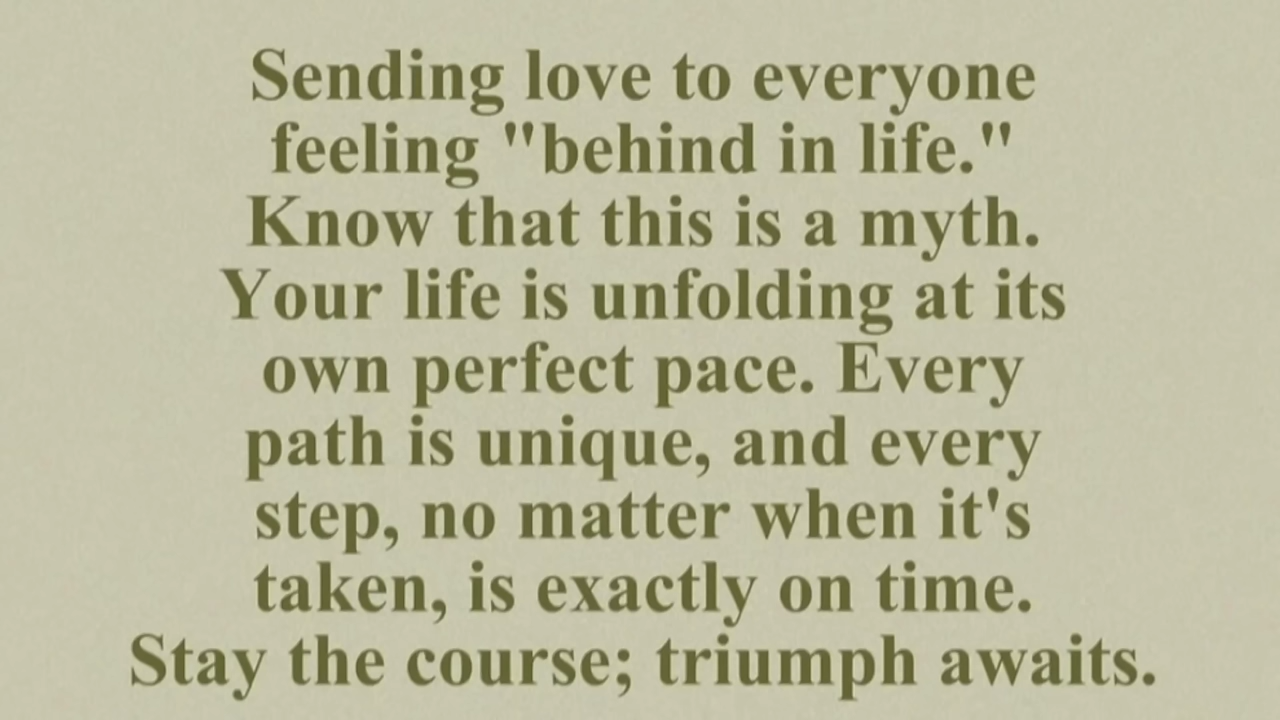 Sending love to everyone
feeling "behind in life."
Know that this is a myth.
Your life is unfolding at its
own perfect pace. Every
path is unique, and every
step, no matter when it's
taken, is exactly on time.
Stay the course; triumph awaits.